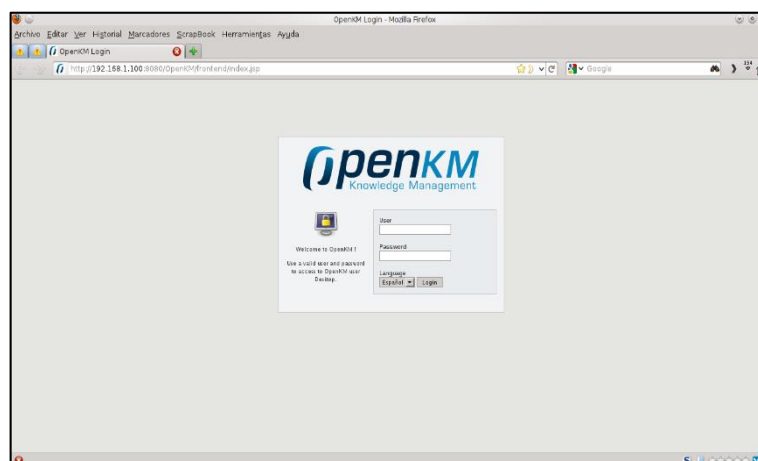 OpenKM Login - Mozilla Firefox
Archivo Editar Ver Historial Marcadores ScrapBook Herramientas Ayuda
OpenKM Login
http://192.168.1.100:8080/OpenKM/frontend/index.jsp
Google
OpenKM
Knowledge Management
Welcome to OpenKM !
Use a valid user and password
to access to OpenKM user
Desktop.
User
Password
Language
Español
Login